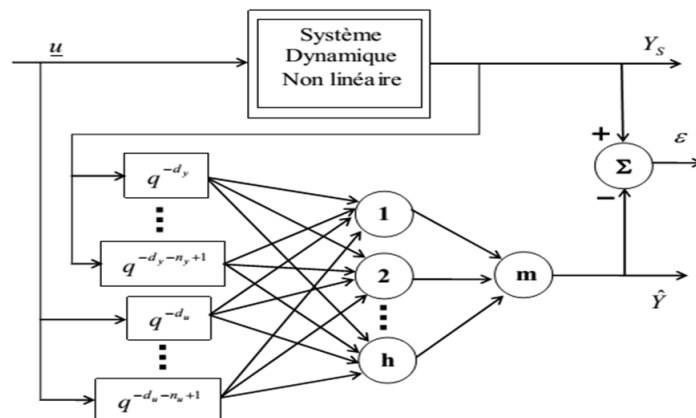 u
Système
Dynamique
Non linéaire
Y_S
+
Σ
ε
−
q^{-d_y}
q^{-d_y-n_y+1}
q^{-d_u}
q^{-d_u-n_u+1}
1
2
h
m
Ŷ